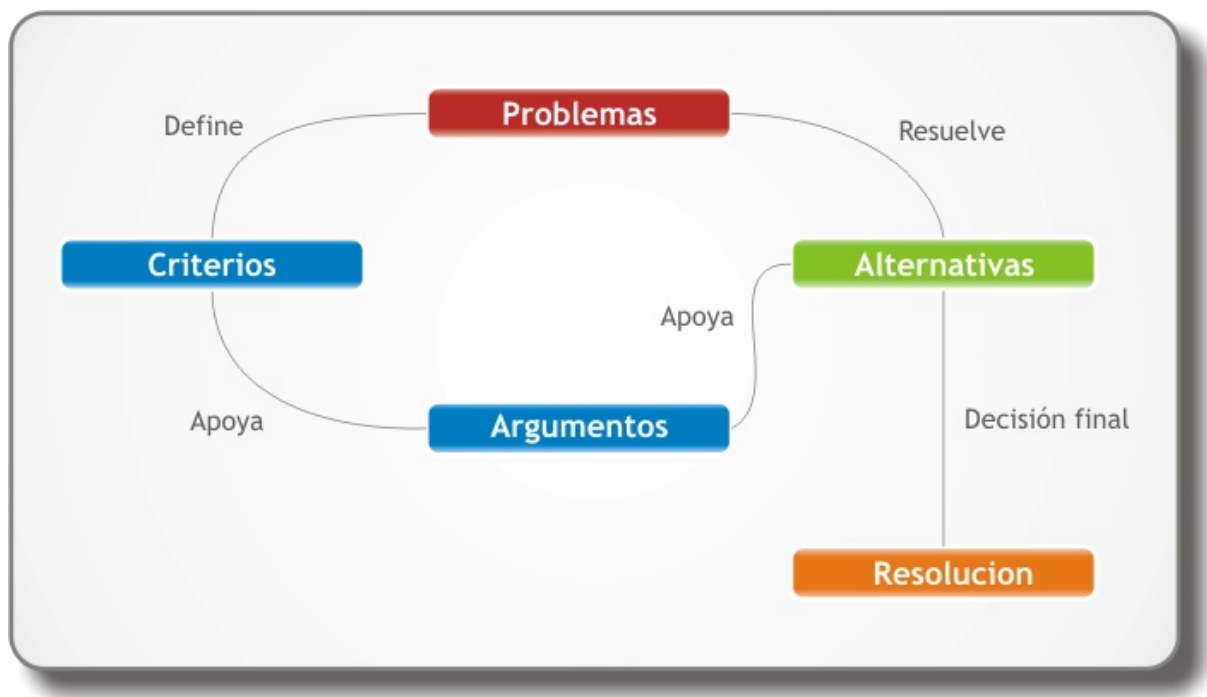 Problemas
Define
Resuelve
Criterios
Alternativas
Apoya
Apoya
Argumentos
Decisión final
Resolucion